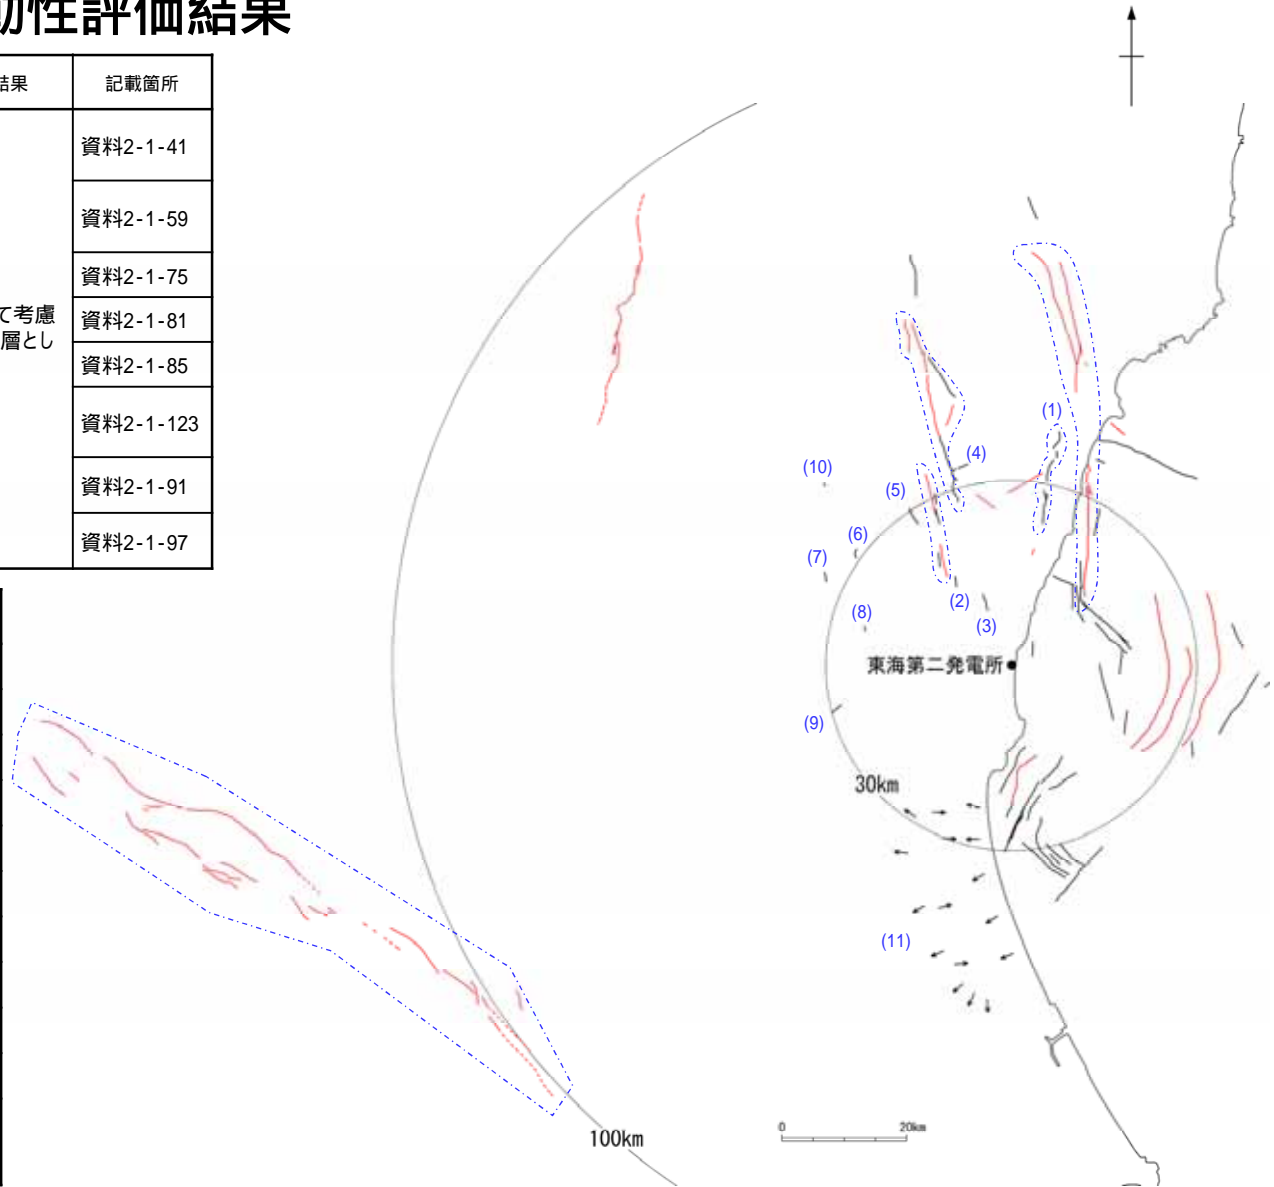 動性評価結果
結果
記載箇所
資料2-1-41
資料2-1-59
資料2-1-75
て考慮
資料2-1-81
層とし
資料2-1-85
資料2-1-123
資料2-1-91
資料2-1-97
(1)
(4)
(10)
(5)
(6)
(7)
(2)
(8)
(3)
東海第二発電所
(9)
30km
(11)
0
20km
100km